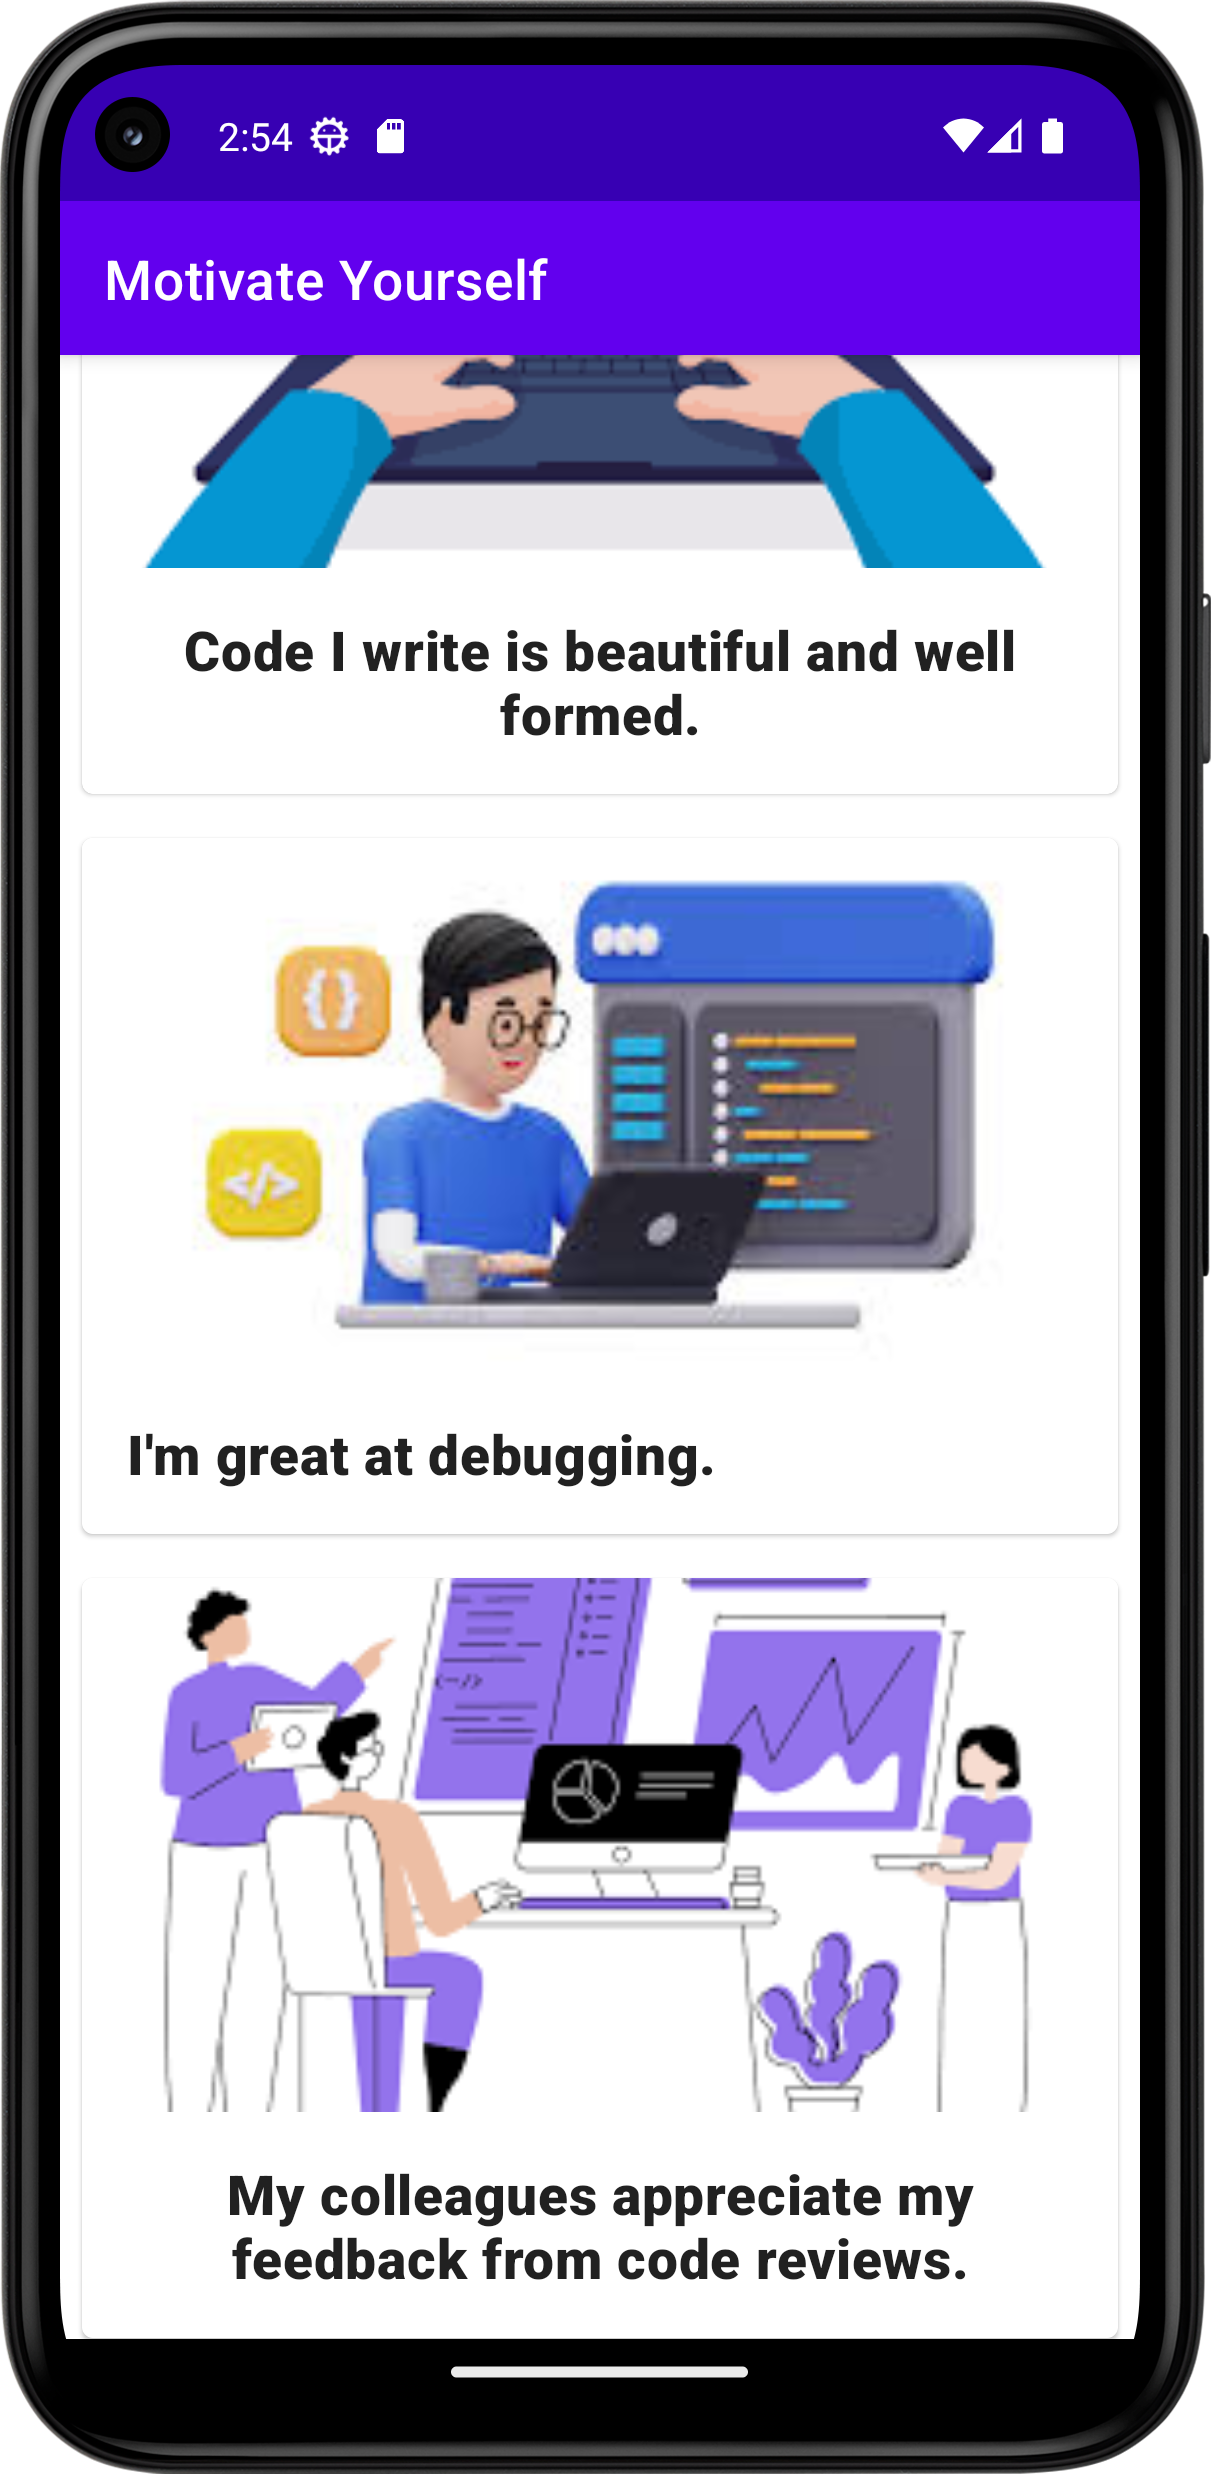 2:54
Motivate Yourself
Code I write is beautiful and well
formed.
{}
</>
I'm great at debugging.
My colleagues appreciate my
feedback from code reviews.